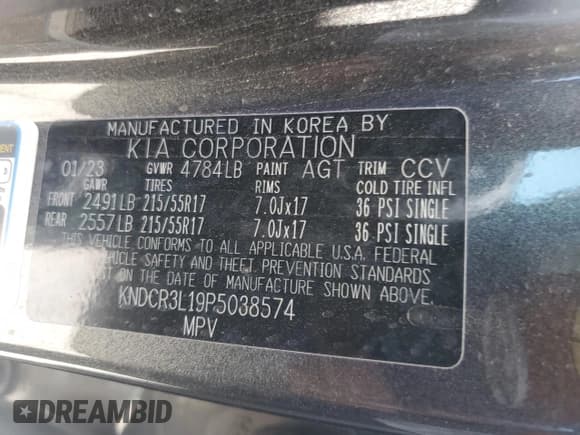 MANUFACTURED IN KOREA BY
KIA CORPORATION
01/23 GVWR 4784LB PAINT AGT TRIM CCV
GAWR TIRES RIMS COLD TIRE INFL
FRONT 2491LB 215/55R17 7.0Jx17 36 PSI SINGLE
REAR 2557LB 215/55R17 7.0Jx17 36 PSI SINGLE
THIS VEHICLE CONFORMS TO ALL APPLICABLE U.S.A. FEDERAL
VEHICLE SAFETY AND THEFT PREVENTION STANDARDS
ON THE DATE OF MANUFACTURE SHOWN ABOVE.
KNDCR3L19P5038574
MPV
DREAMBID